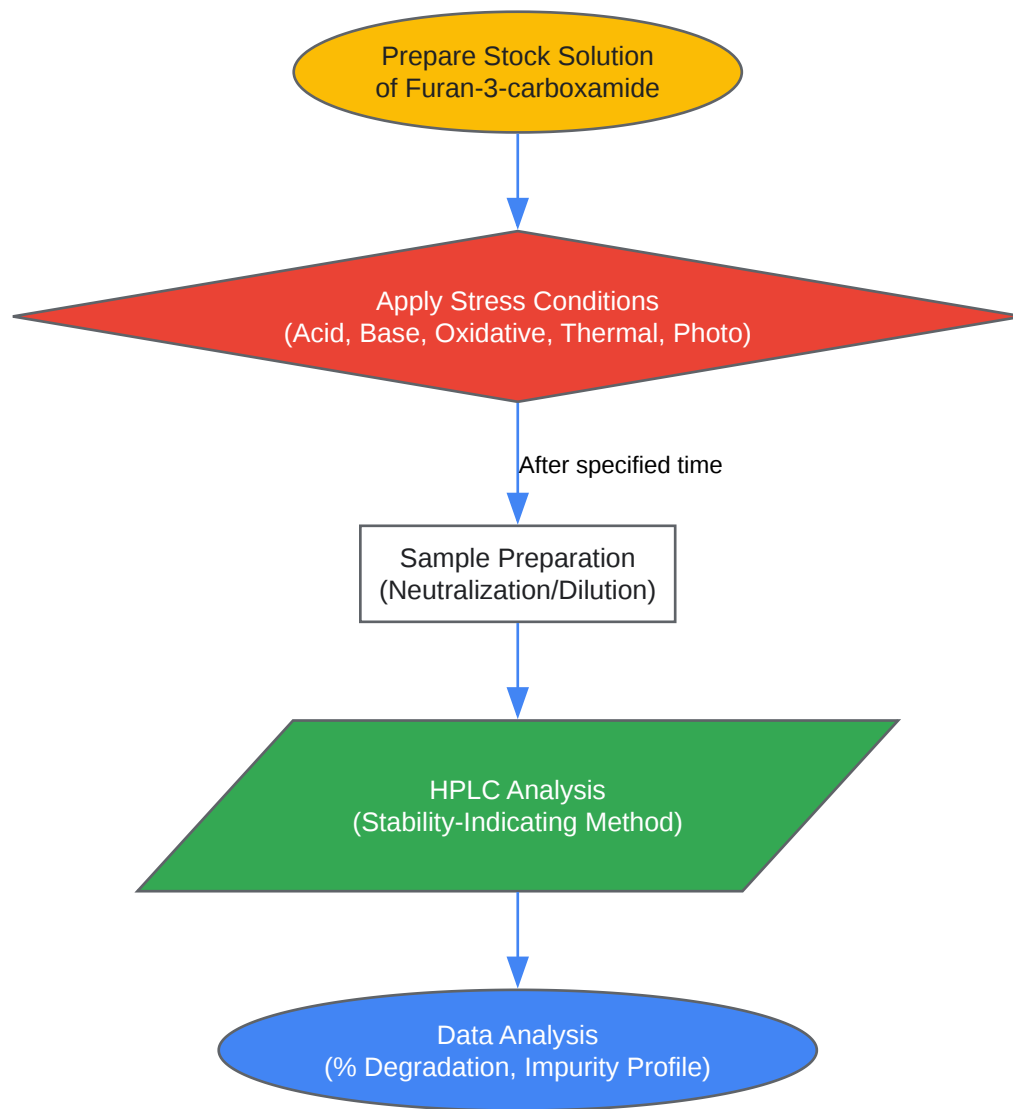 Prepare Stock Solution
of Furan-3-carboxamide
Apply Stress Conditions
(Acid, Base, Oxidative, Thermal, Photo)
After specified time
Sample Preparation
(Neutralization/Dilution)
HPLC Analysis
(Stability-Indicating Method)
Data Analysis
(% Degradation, Impurity Profile)